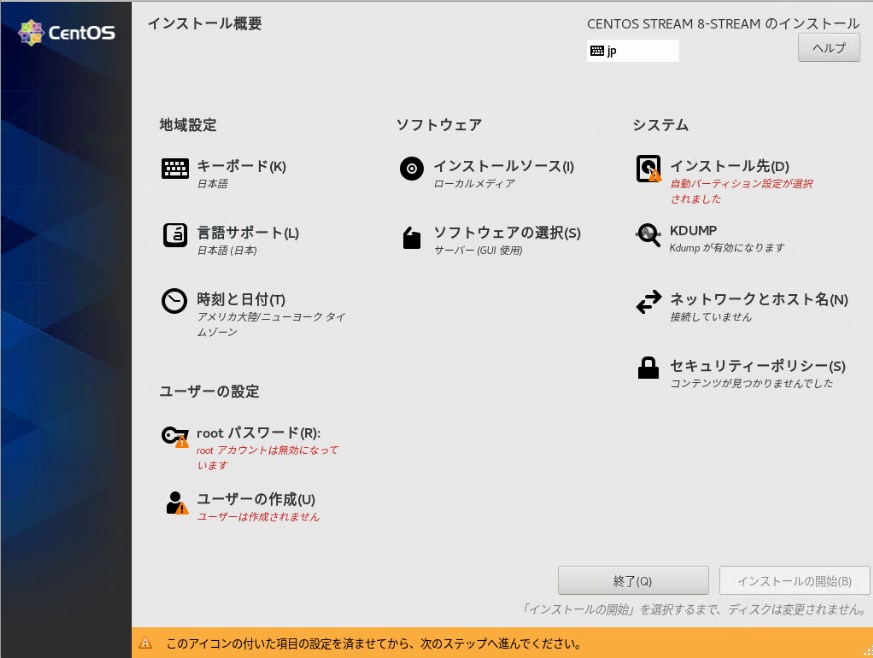 CentOS
インストール概要
CENTOS STREAM 8-STREAM のインストール
jp
ヘルプ
地域設定
キーボード(K)
日本語
言語サポート(L)
日本語 (日本)
時刻と日付(T)
アメリカ大陸/ニューヨーク タイ
ムゾーン
ソフトウェア
インストールソース(I)
ローカルメディア
ソフトウェアの選択(S)
サーバー (GUI 使用)
システム
インストール先(D)
自動パーティション設定が選択
されました
KDUMP
Kdump が有効になります
ネットワークとホスト名(N)
接続していません
セキュリティーポリシー(S)
コンテンツが見つかりませんでした
ユーザーの設定
root パスワード(R):
root アカウントは無効になって
います
ユーザーの作成(U)
ユーザーは作成されません
終了(Q)
インストールの開始(B)
「インストールの開始」を選択するまで、ディスクは変更されません。
このアイコンの付いた項目の設定を済ませてから、次のステップへ進んでください。